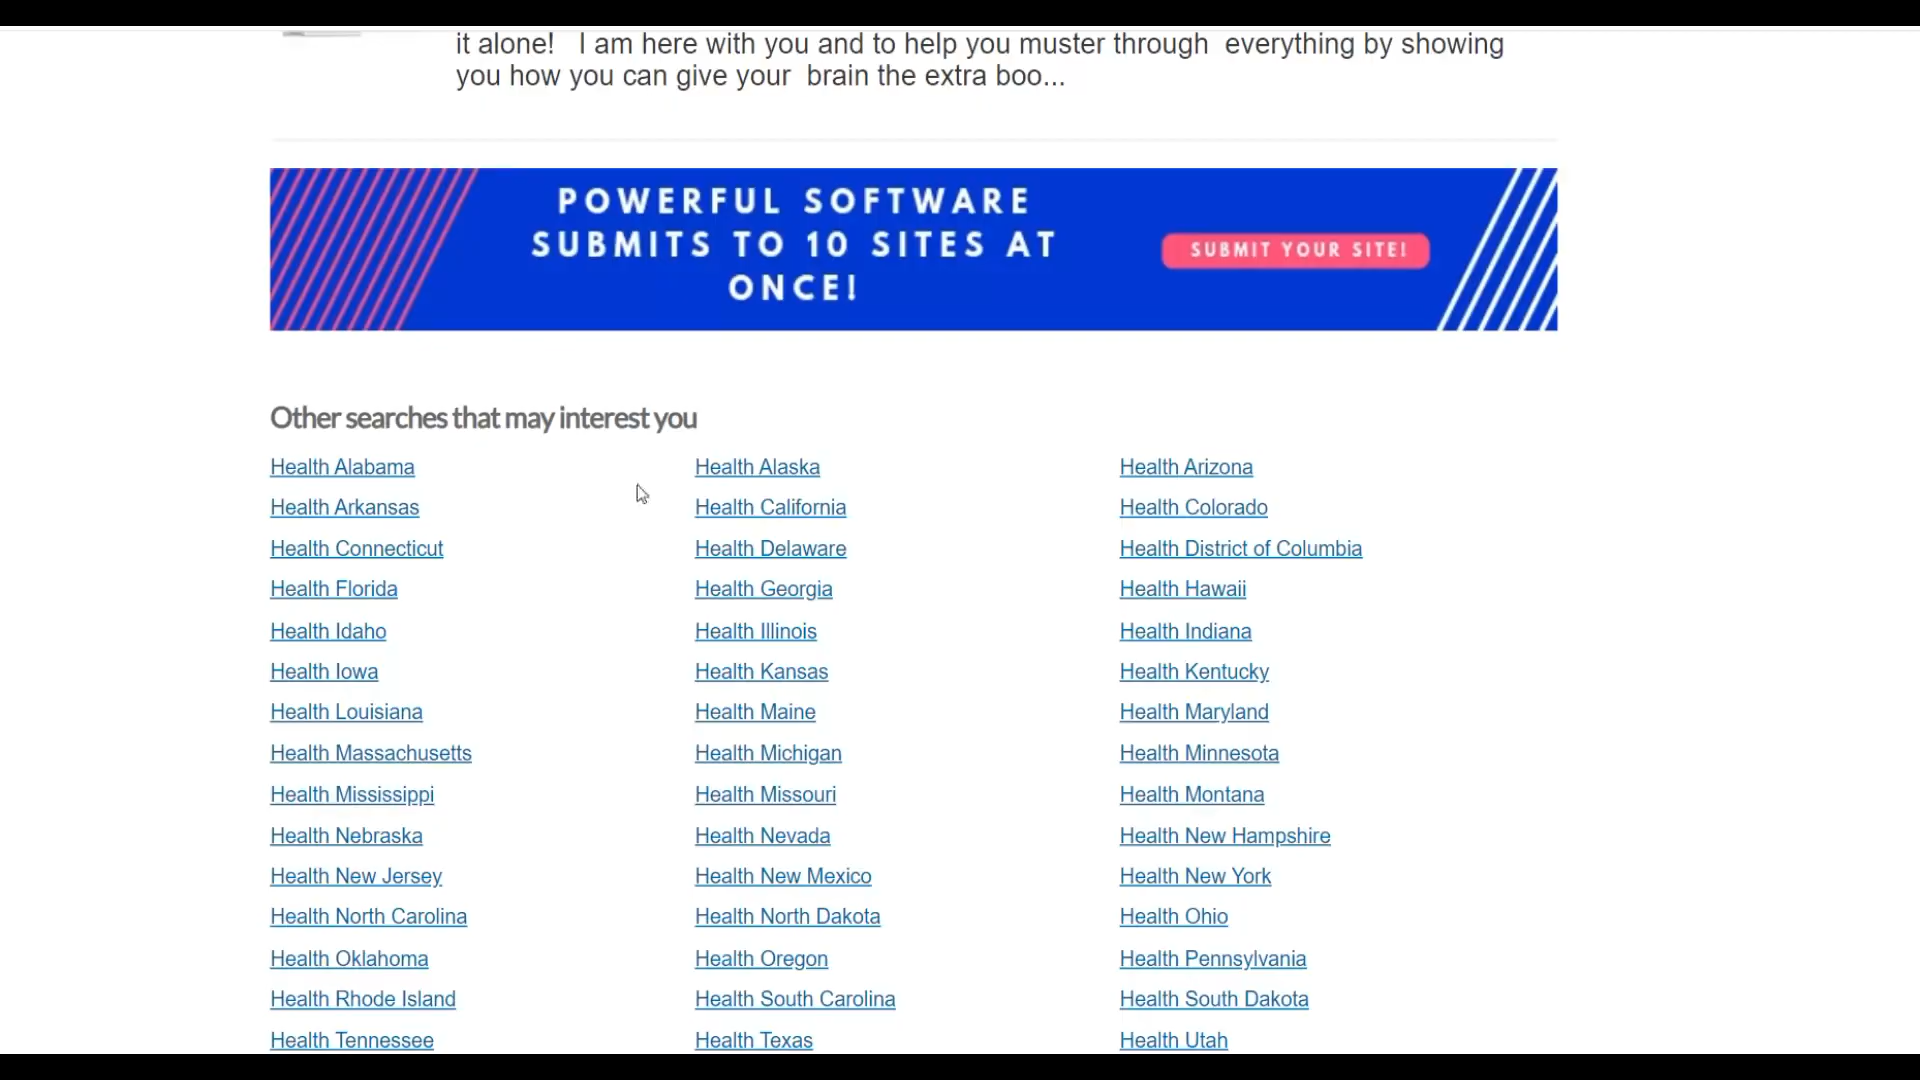 it alone!   I am here with you and to help you muster through  everything by showing
you how you can give your  brain the extra boo...
POWERFUL SOFTWARE
SUBMITS TO 10 SITES AT
ONCE!
SUBMIT YOUR SITE!
Other searches that may interest you
Health Alabama
Health Alaska
Health Arizona
Health Arkansas
Health California
Health Colorado
Health Connecticut
Health Delaware
Health District of Columbia
Health Florida
Health Georgia
Health Hawaii
Health Idaho
Health Illinois
Health Indiana
Health Iowa
Health Kansas
Health Kentucky
Health Louisiana
Health Maine
Health Maryland
Health Massachusetts
Health Michigan
Health Minnesota
Health Mississippi
Health Missouri
Health Montana
Health Nebraska
Health Nevada
Health New Hampshire
Health New Jersey
Health New Mexico
Health New York
Health North Carolina
Health North Dakota
Health Ohio
Health Oklahoma
Health Oregon
Health Pennsylvania
Health Rhode Island
Health South Carolina
Health South Dakota
Health Tennessee
Health Texas
Health Utah